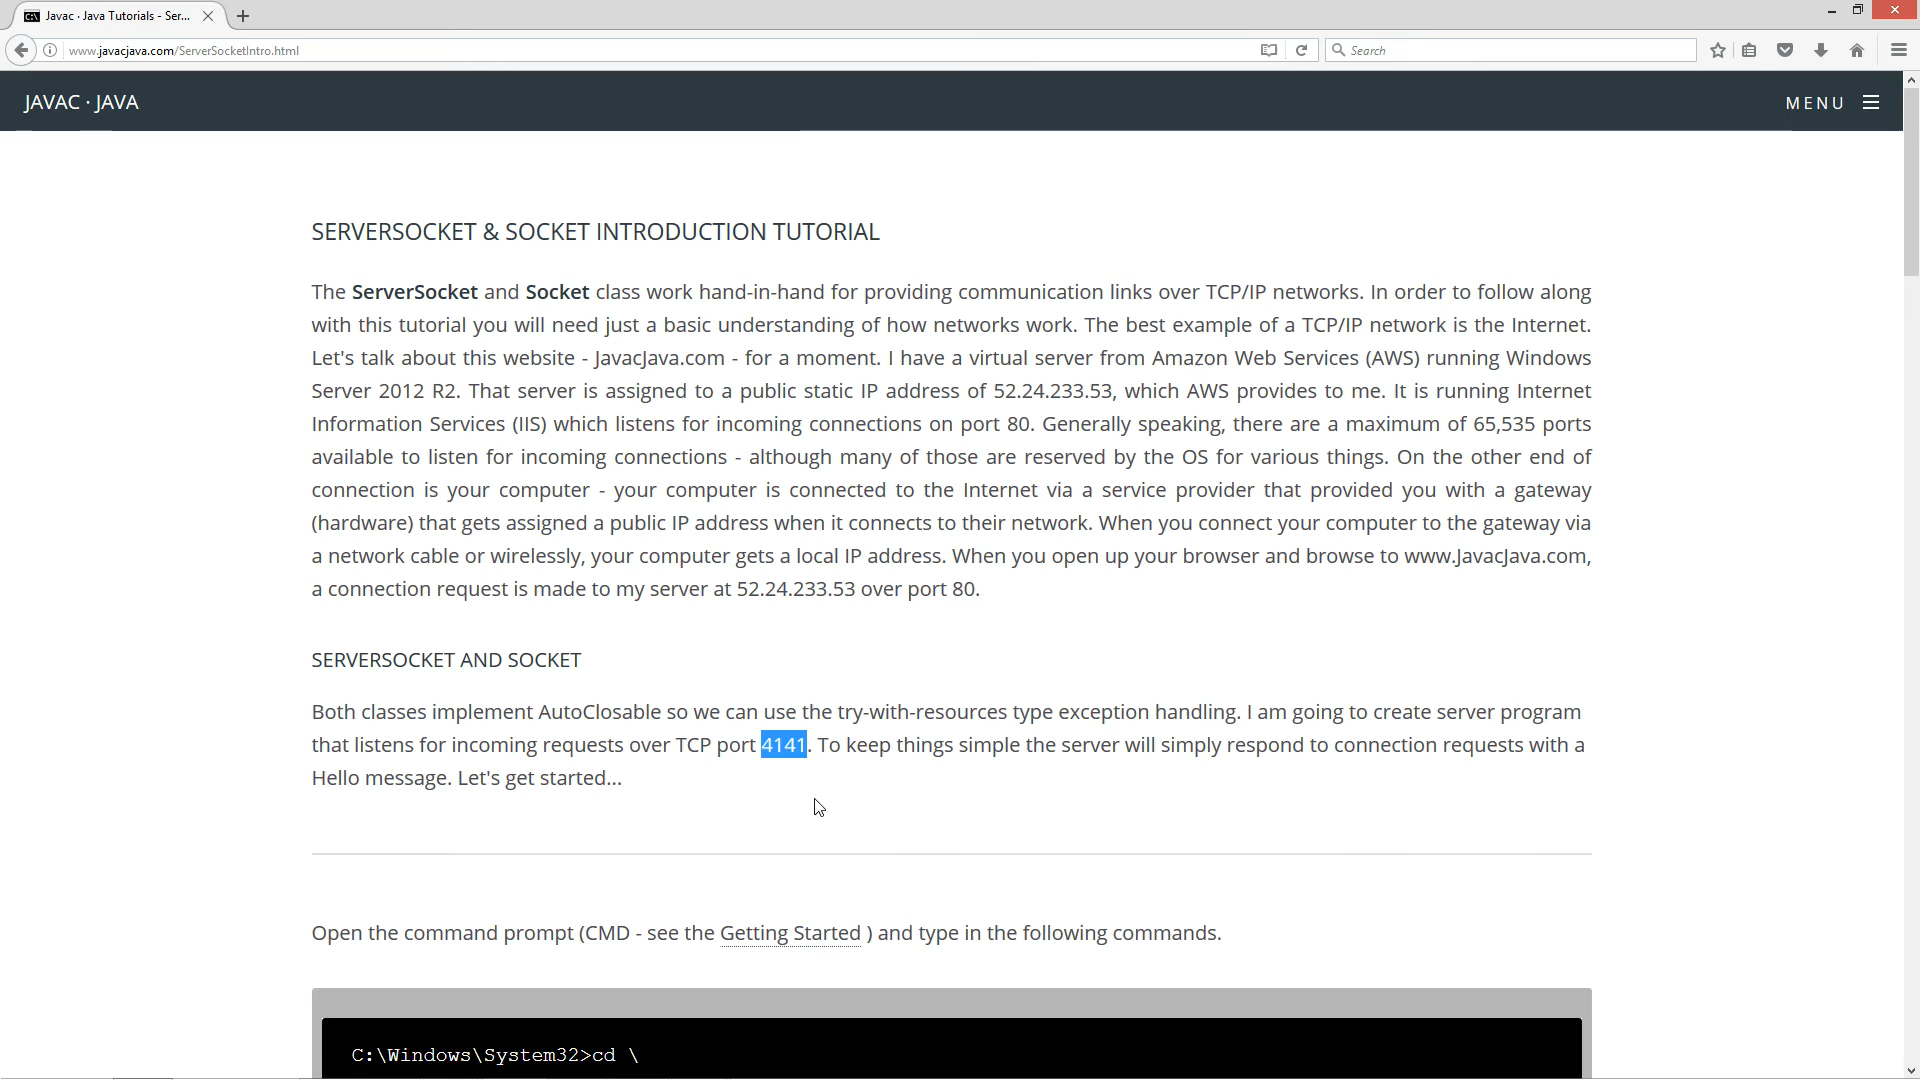 Javac · Java Tutorials - Ser...
www.javacjava.com/ServerSocketIntro.html
Search
JAVAC · JAVA
MENU
SERVERSOCKET & SOCKET INTRODUCTION TUTORIAL
The ServerSocket and Socket class work hand-in-hand for providing communication links over TCP/IP networks. In order to follow along
with this tutorial you will need just a basic understanding of how networks work. The best example of a TCP/IP network is the Internet.
Let's talk about this website - JavacJava.com - for a moment. I have a virtual server from Amazon Web Services (AWS) running Windows
Server 2012 R2. That server is assigned to a public static IP address of 52.24.233.53, which AWS provides to me. It is running Internet
Information Services (IIS) which listens for incoming connections on port 80. Generally speaking, there are a maximum of 65,535 ports
available to listen for incoming connections - although many of those are reserved by the OS for various things. On the other end of
connection is your computer - your computer is connected to the Internet via a service provider that provided you with a gateway
(hardware) that gets assigned a public IP address when it connects to their network. When you connect your computer to the gateway via
a network cable or wirelessly, your computer gets a local IP address. When you open up your browser and browse to www.JavacJava.com,
a connection request is made to my server at 52.24.233.53 over port 80.
SERVERSOCKET AND SOCKET
Both classes implement AutoClosable so we can use the try-with-resources type exception handling. I am going to create server program
that listens for incoming requests over TCP port 4141. To keep things simple the server will simply respond to connection requests with a
Hello message. Let's get started...
Open the command prompt (CMD - see the Getting Started ) and type in the following commands.
C:\Windows\System32>cd \